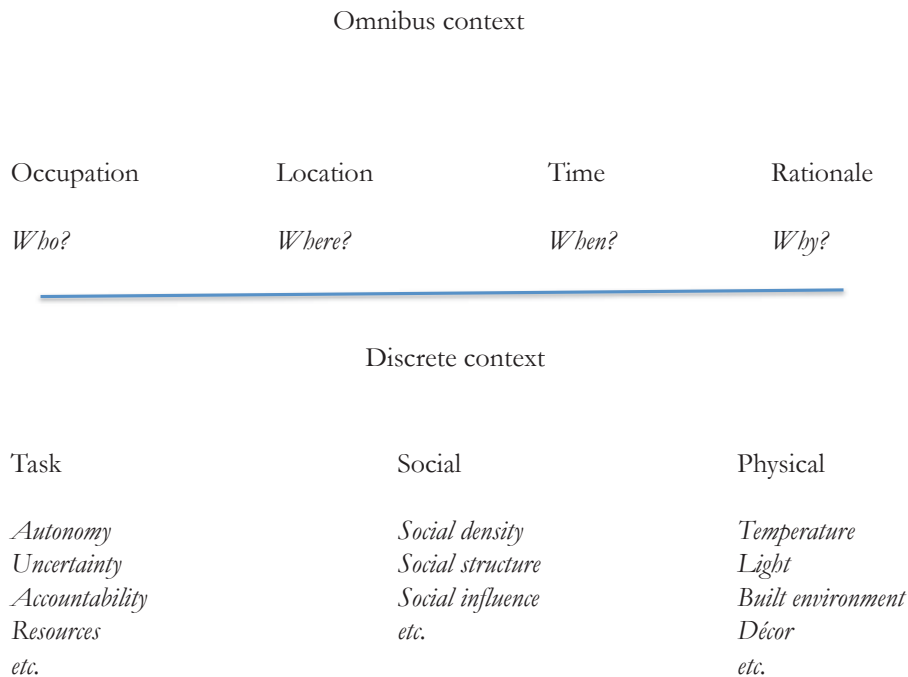 Omnibus context
Occupation Location Time Rationale
Who? Where? When? Why?
Discrete context
Task Social Physical
Autonomy Social density Temperature
Uncertainty Social structure Light
Accountability Social influence Built environment
Resources etc. Décor
etc. etc.